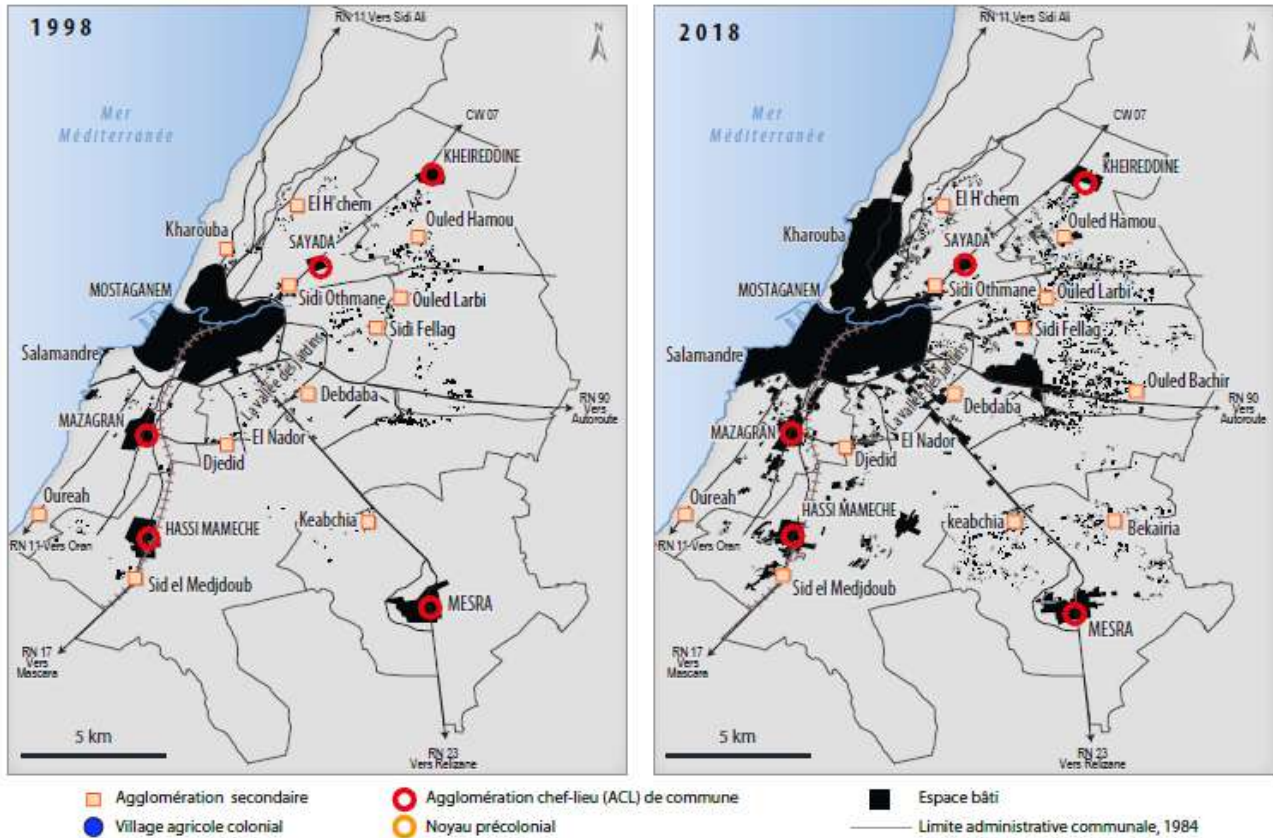 1998
RN 11 Vers Sidi Ali
N
Mer
Méditerranée
CW 07
KHEIREDDINE
El H'chem
Ouled Hamou
Kharouba
SAYADA
MOSTAGANEM
Sidi Othmane
Ouled Larbi
Sidi Fellag
Salamandre
La vallée des jardins
Debdaba
RN 90
Vers
Autoroute
MAZAGRAN
El Nador
Djedid
Oureah
Keabchia
HASSI MAMECHE
RN 11 Vers Oran
Sid el Medjdoub
MESRA
RN 17
Vers
Mascara
5 km
RN 23
Vers Relizane
2018
RN 11 Vers Sidi Ali
N
Mer
Méditerranée
CW 07
KHEIREDDINE
El H'chem
Ouled Hamou
Kharouba
SAYADA
MOSTAGANEM
Sidi Othmane
Ouled Larbi
Sidi Fellag
Salamandre
La vallée des jardins
Debdaba
Ouled Bachir
RN 90
Vers
Autoroute
MAZAGRAN
El Nador
Djedid
Oureah
HASSI MAMECHE
keabchia
Bekairia
RN 11 Vers Oran
Sid el Medjdoub
MESRA
RN 17
Vers
Mascara
5 km
RN 23
Vers Relizane
Agglomération secondaire
Agglomération chef-lieu (ACL) de commune
Espace bâti
Village agricole colonial
Noyau précolonial
Limite administrative communale, 1984